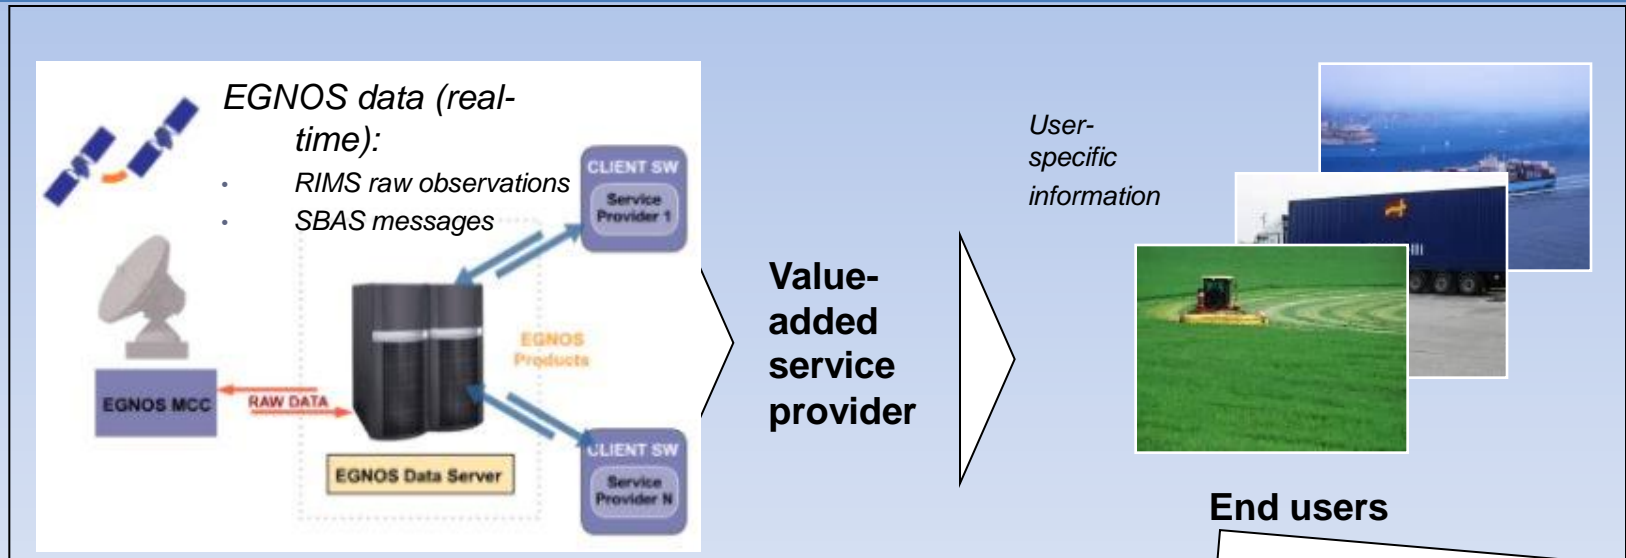 EGNOS data (real-
time):
• RIMS raw observations
• SBAS messages
CLIENT SW
Service
Provider 1
EGNOS
Products
EGNOS MCC
RAW DATA
EGNOS Data Server
CLIENT SW
Service
Provider N
Value-
added
service
provider
User-
specific
information
End users